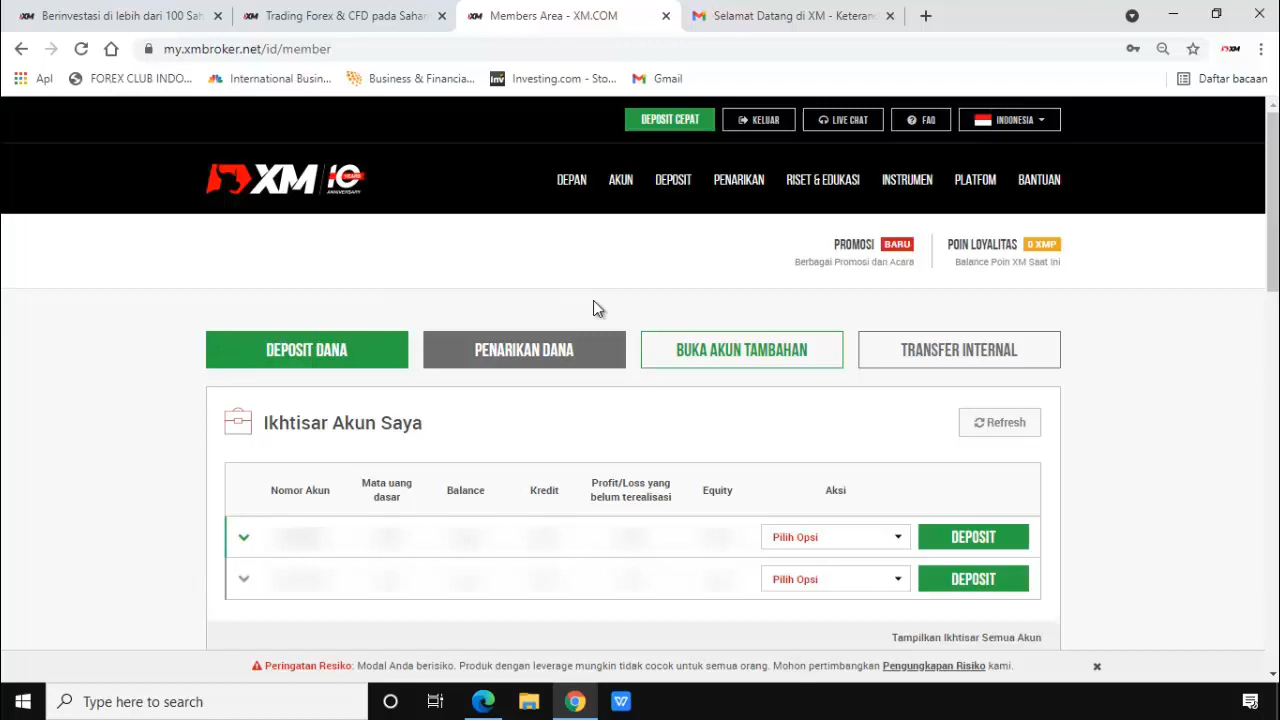 Berinvestasi di lebih dari 100 Sah
Trading Forex & CFD pada Saham
Members Area - XM.COM
Selamat Datang di XM - Keteran
my.xmbroker.net/id/member
Apl
FOREX CLUB INDO...
International Busin...
Business & Financia...
Inv
Investing.com - Sto...
Gmail
Daftar bacaan
DEPOSIT CEPAT
KELUAR
LIVE CHAT
FAQ
INDONESIA
XM 10 YEARS
ANNIVERSARY
DEPAN
AKUN
DEPOSIT
PENARIKAN
RISET & EDUKASI
INSTRUMEN
PLATFOM
BANTUAN
PROMOSI BARU
Berbagai Promosi dan Acara
POIN LOYALITAS 0 XMP
Balance Poin XM Saat Ini
DEPOSIT DANA
PENARIKAN DANA
BUKA AKUN TAMBAHAN
TRANSFER INTERNAL
Ikhtisar Akun Saya
Refresh
Nomor Akun
Mata uang
dasar
Balance
Kredit
Profit/Loss yang
belum terealisasi
Equity
Aksi
Pilih Opsi
DEPOSIT
Pilih Opsi
DEPOSIT
Tampilkan Ikhtisar Semua Akun
Peringatan Resiko: Modal Anda berisiko. Produk dengan leverage mungkin tidak cocok untuk semua orang. Mohon pertimbangkan Pengungkapan Risiko kami.
Type here to search